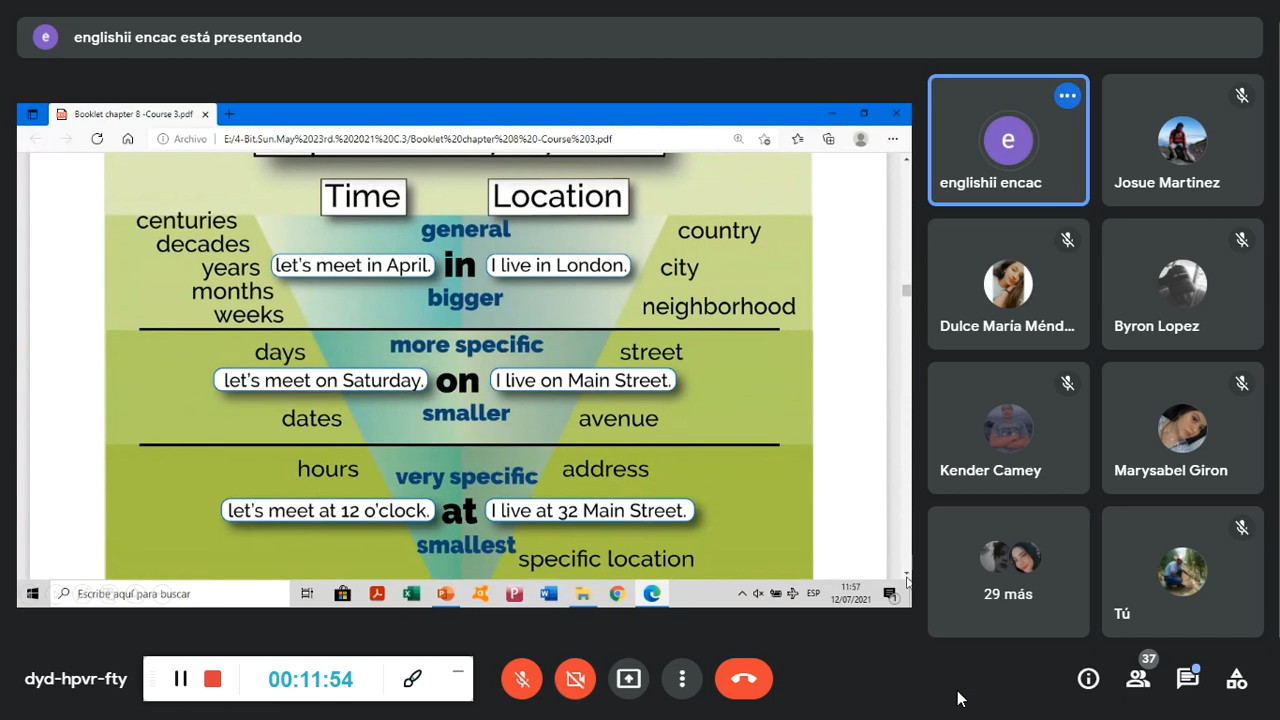 e englishii encac está presentando
Booklet chapter 8 -Course 3.pdf
Archivo E:/4-Bit.Sun.May%2023rd.%202021%20C.3/Booklet%20chapter%208%20-Course%203.pdf
Time Location
centuries
decades
years
months
weeks
general
let's meet in April. in I live in London.
bigger
country
city
neighborhood
days more specific street
let's meet on Saturday. on I live on Main Street.
dates smaller avenue
hours very specific address
let's meet at 12 o'clock. at I live at 32 Main Street.
smallest specific location
Escribe aquí para buscar
ESP
11:57
12/07/2021
1
e
englishii encac
Josue Martinez
Dulce María Ménd...
Byron Lopez
Kender Camey
Marysabel Giron
29 más
Tú
dyd-hpvr-fty
00:11:54
37